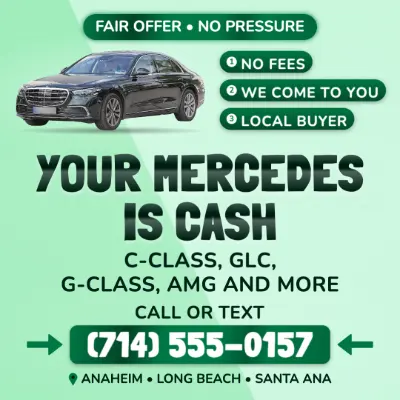 FAIR OFFER • NO PRESSURE
1 NO FEES
2 WE COME TO YOU
3 LOCAL BUYER
YOUR MERCEDES
IS CASH
C-CLASS, GLC,
G-CLASS, AMG AND MORE
CALL OR TEXT
(714) 555-0157
ANAHEIM • LONG BEACH • SANTA ANA